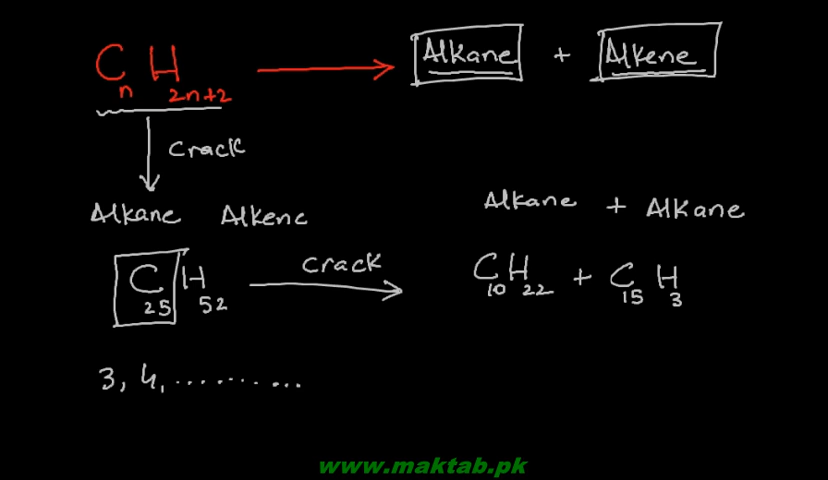 CnH2n+2 → Alkane + Alkene
Crack
Alkane Alkene
Alkane + Alkane
C25H52 crack → C10H22 + C15H3
3, 4, ...........
www.maktab.pk